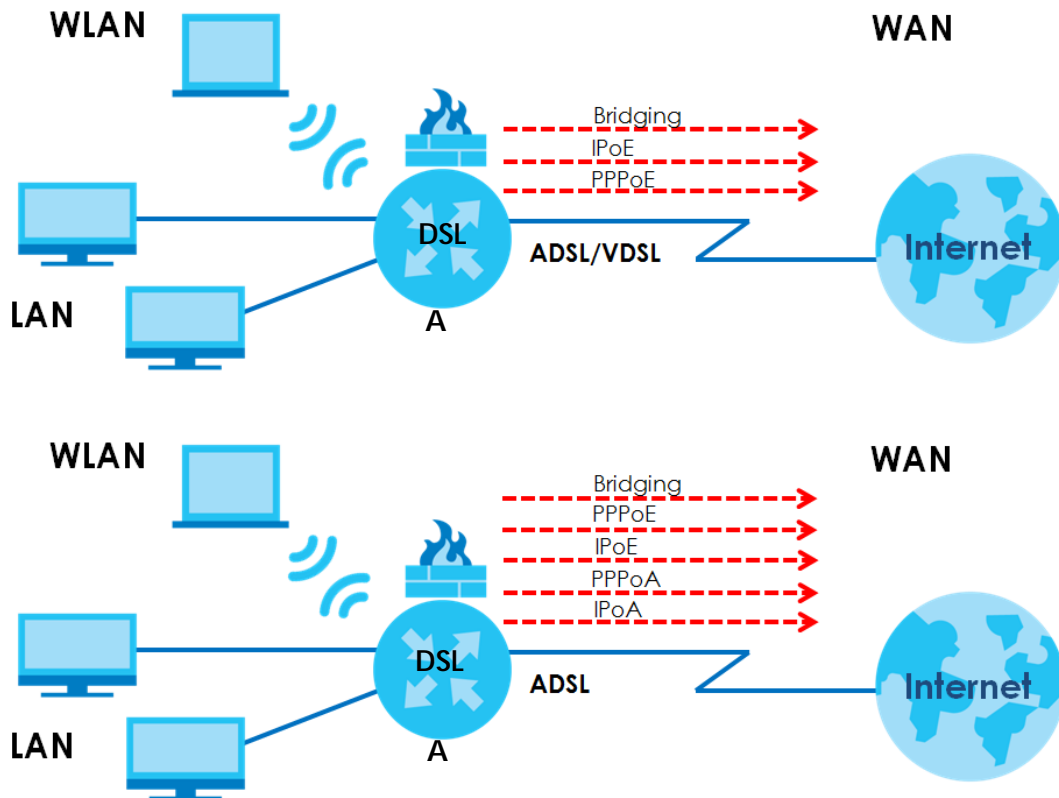 WLAN
WAN
Bridging
IPoE
PPPoE
DSL
ADSL/VDSL
Internet
LAN
A
WLAN
WAN
Bridging
PPPoE
IPoE
PPPoA
IPoA
DSL
ADSL
Internet
LAN
A